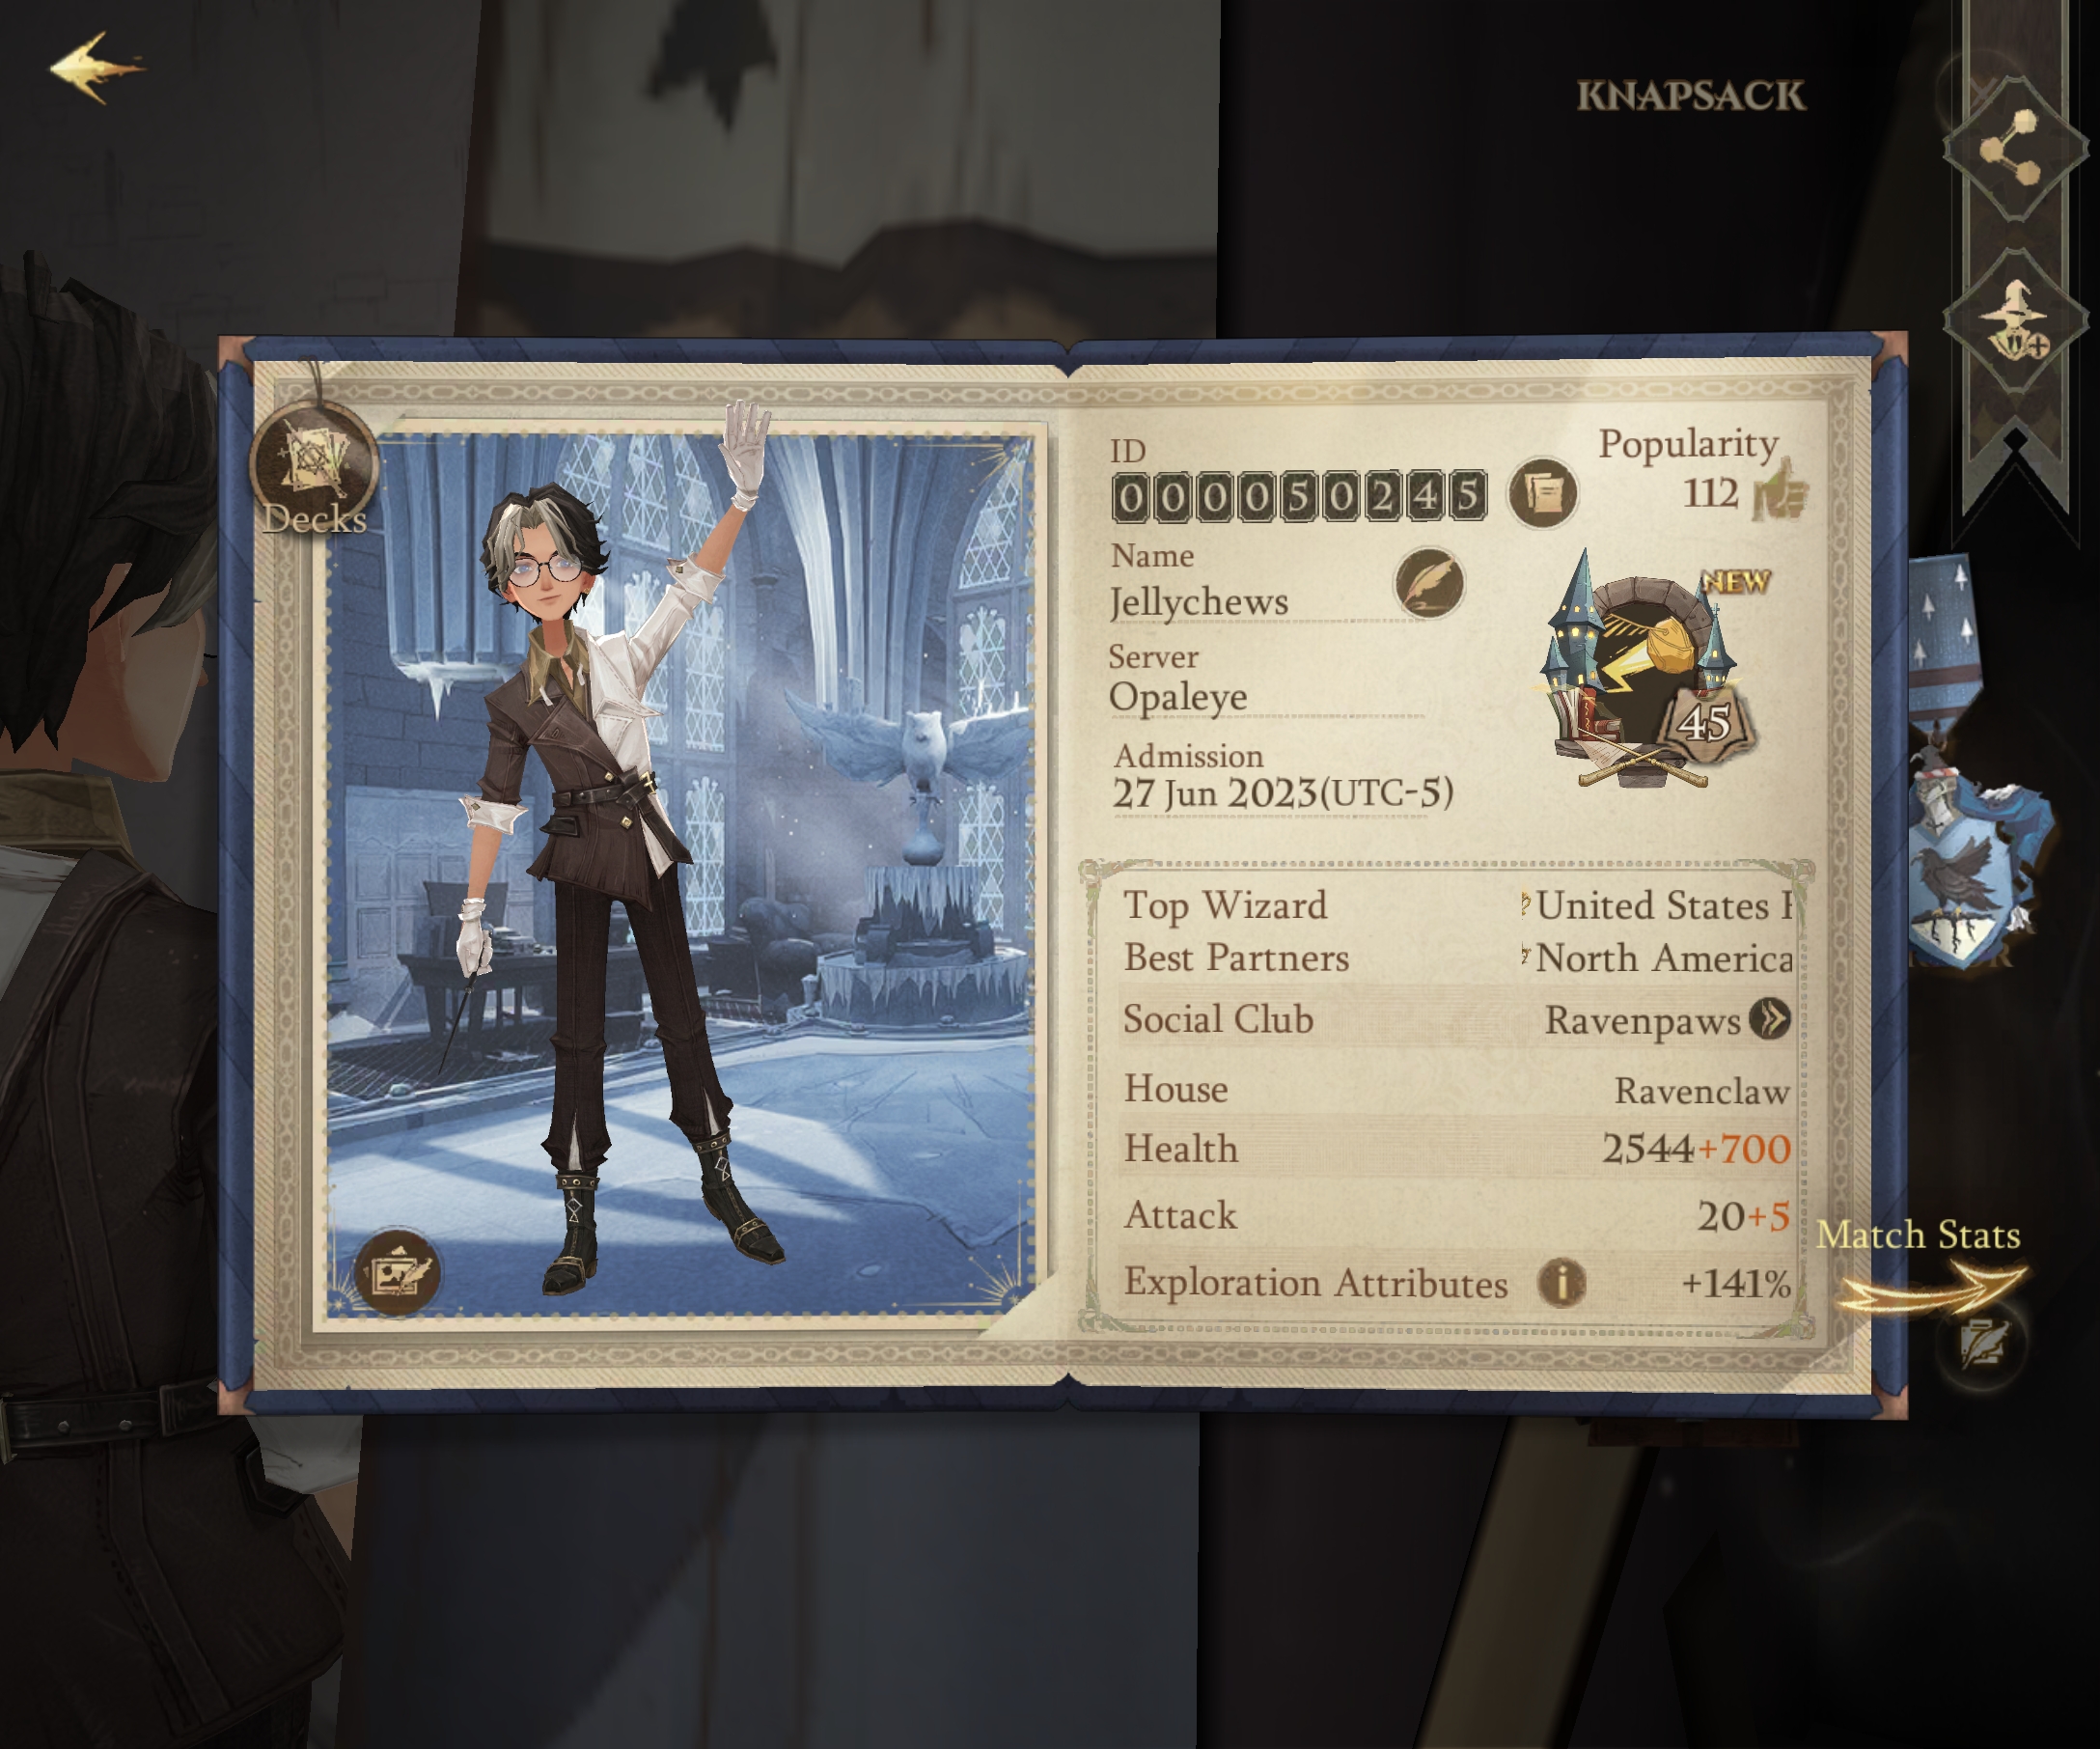 KNAPSACK
Decks
ID
000050245
Popularity
112
Name
Jellychews
NEW
Server
Opaleye
45
Admission
27 Jun 2023(UTC-5)
Top Wizard United States
Best Partners North America
Social Club Ravenpaws
House Ravenclaw
Health 2544+700
Attack 20+5
Exploration Attributes i +141%
Match Stats